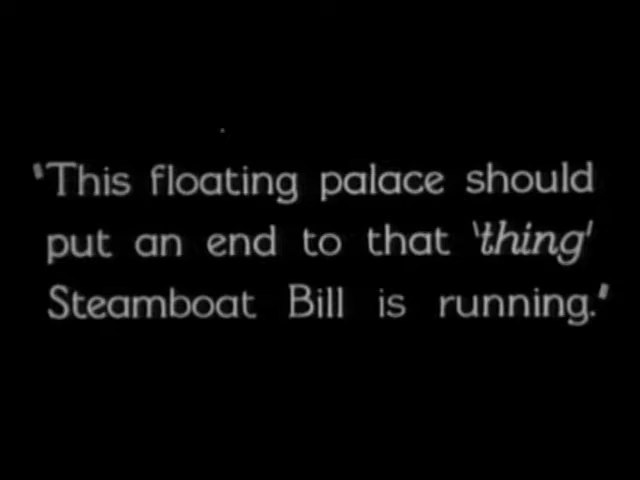 "This floating palace should
put an end to that 'thing'
Steamboat Bill is running."